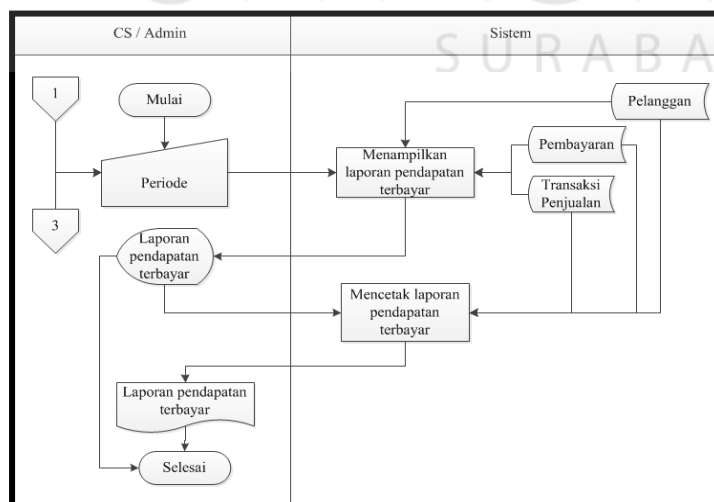 CS / Admin
Sistem
SURABA
1
Mulai
Pelanggan
Periode
Menampilkan
laporan pendapatan
terbayar
Pembayaran
Transaksi
Penjualan
3
Laporan
pendapatan
terbayar
Mencetak laporan
pendapatan
terbayar
Laporan pendapatan
terbayar
Selesai